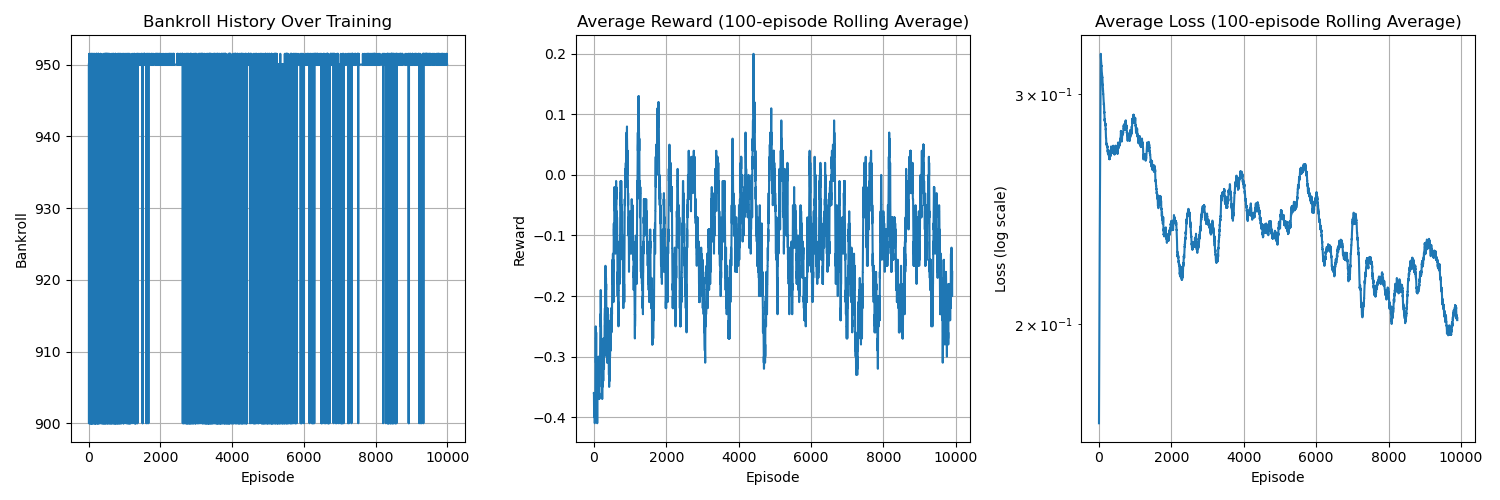 Bankroll History Over Training
950
940
930
920
910
900
Bankroll
0
2000
4000
6000
8000
10000
Episode
Average Reward (100-episode Rolling Average)
0.2
0.1
0.0
−0.1
−0.2
−0.3
−0.4
Reward
0
2000
4000
6000
8000
10000
Episode
Average Loss (100-episode Rolling Average)
3 × 10⁻¹
2 × 10⁻¹
Loss (log scale)
0
2000
4000
6000
8000
10000
Episode